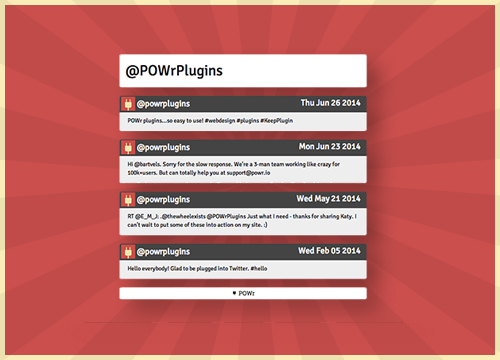 @POWrPlugins
@powrplugins Thu Jun 26 2014
POWr plugins...so easy to use! #webdesign #plugins #KeepPlugin
@powrplugins Mon Jun 23 2014
Hi @bartvels. Sorry for the slow response. We're a 3-man team working like crazy for
100k+users. But can totally help you at support@powr.io
@powrplugins Wed May 21 2014
RT @E_M_J: .@thewheelexists @POWrPlugins Just what I need - thanks for sharing Katy. I
can't wait to put some of these into action on my site. :)
@powrplugins Wed Feb 05 2014
Hello everybody! Glad to be plugged into Twitter. #hello
POWr